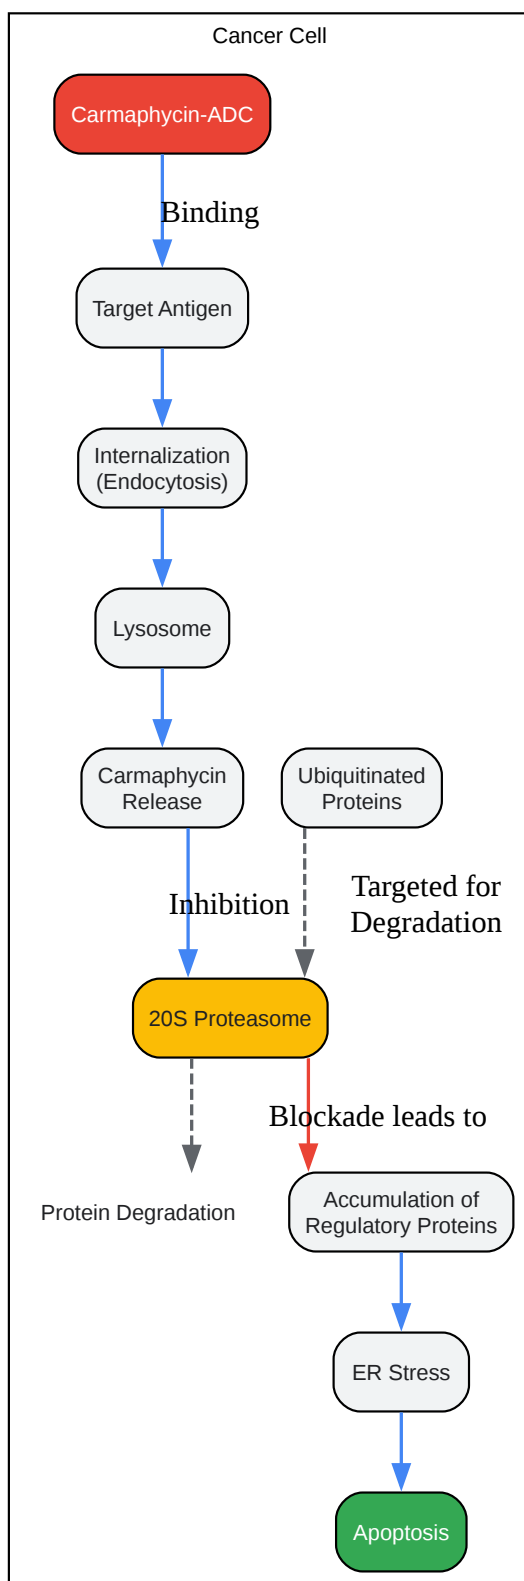 Cancer Cell
Carmaphycin-ADC
Binding
Target Antigen
Internalization
(Endocytosis)
Lysosome
Carmaphycin
Release
Ubiquitinated
Proteins
Inhibition
Targeted for
Degradation
20S Proteasome
Blockade leads to
Protein Degradation
Accumulation of
Regulatory Proteins
ER Stress
Apoptosis